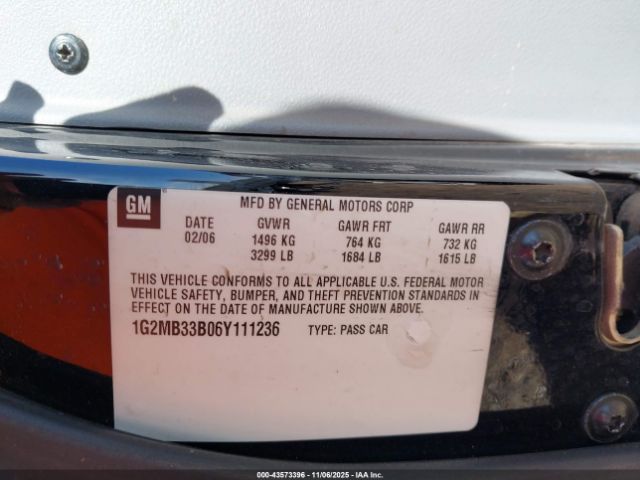 GM
MFD BY GENERAL MOTORS CORP
DATE GVWR GAWR FRT GAWR RR
02/06 1496 KG 764 KG 732 KG
3299 LB 1684 LB 1615 LB
THIS VEHICLE CONFORMS TO ALL APPLICABLE U.S. FEDERAL MOTOR
VEHICLE SAFETY, BUMPER, AND THEFT PREVENTION STANDARDS IN
EFFECT ON THE DATE OF MANUFACTURE SHOWN ABOVE.
1G2MB33B06Y111236 TYPE: PASS CAR
000-43573396 - 11/06/2025 - IAA Inc.